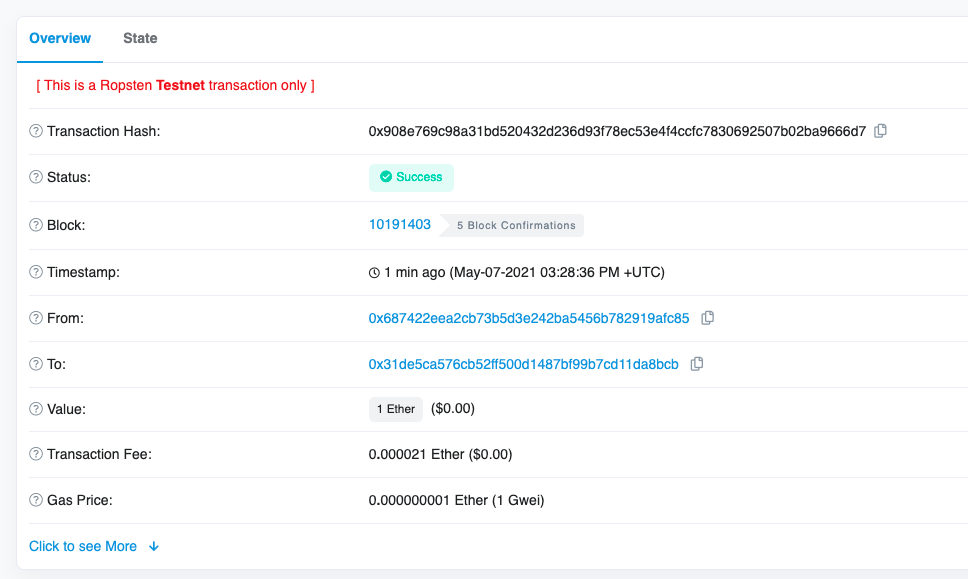 Overview State
[ This is a Ropsten Testnet transaction only ]
Transaction Hash: 0x908e769c98a31bd520432d236d93f78ec53e4f4ccfc7830692507b02ba9666d7
Status: Success
Block: 10191403 5 Block Confirmations
Timestamp: 1 min ago (May-07-2021 03:28:36 PM +UTC)
From: 0x687422eea2cb73b5d3e242ba5456b782919afc85
To: 0x31de5ca576cb52ff500d1487bf99b7cd11da8bcb
Value: 1 Ether ($0.00)
Transaction Fee: 0.000021 Ether ($0.00)
Gas Price: 0.000000001 Ether (1 Gwei)
Click to see More